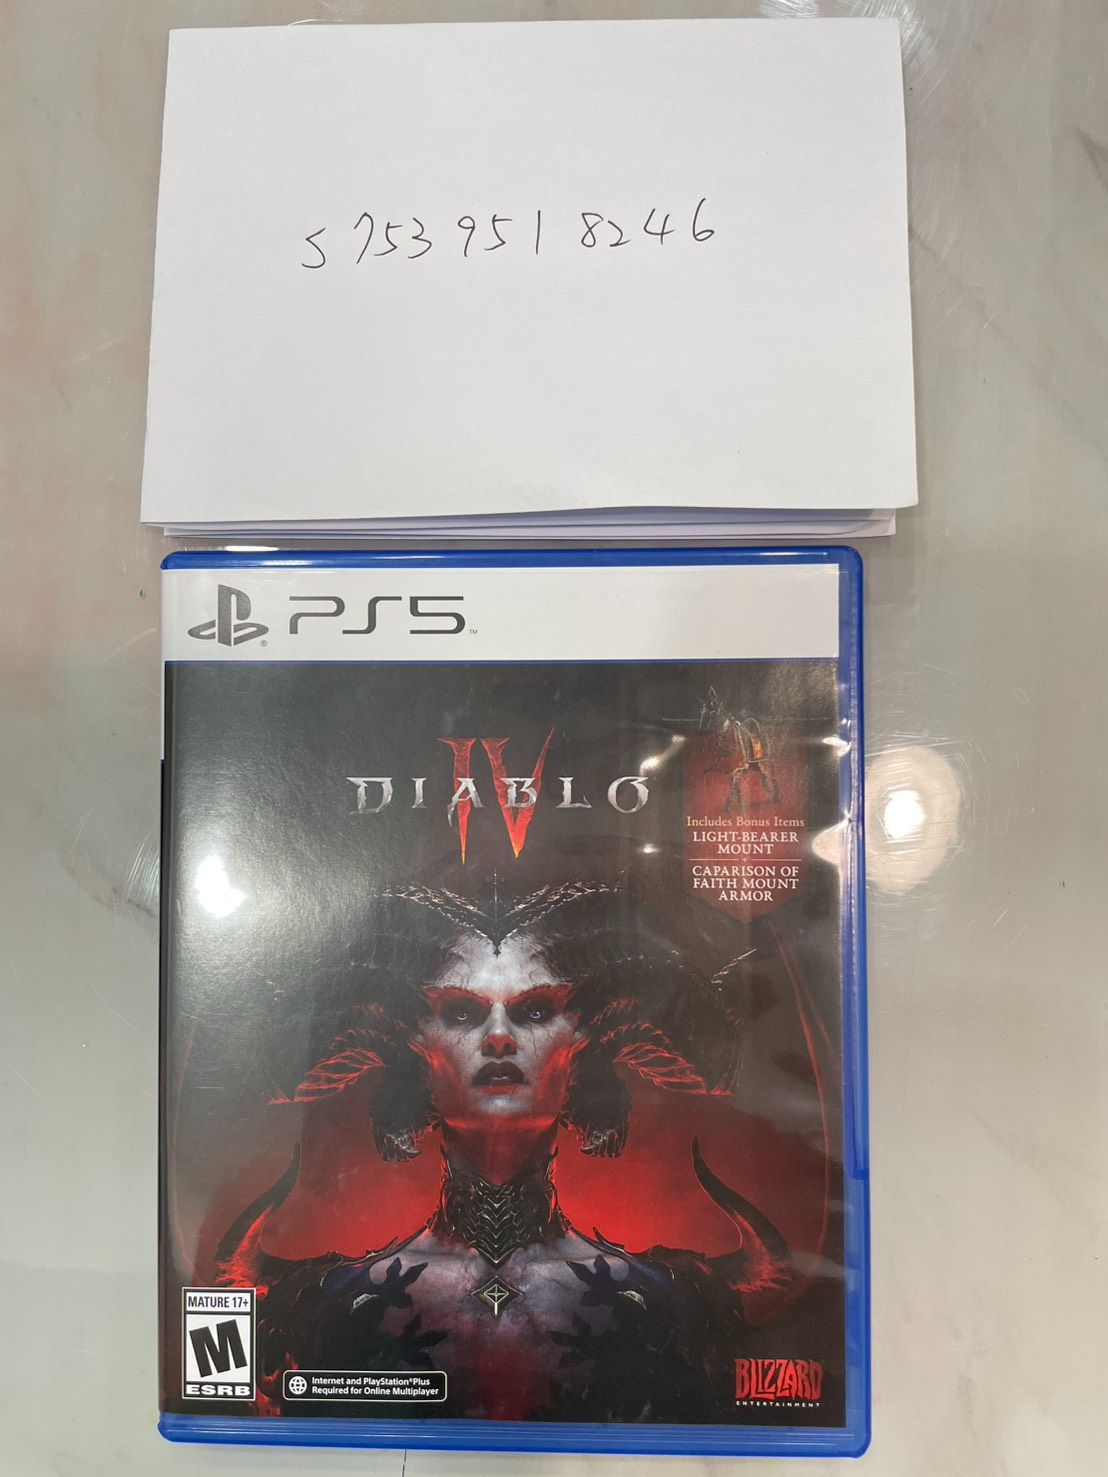 5753951 8246
PS5™
DIABLO
IV
Includes Bonus Items
LIGHT-BEARER
MOUNT
CAPARISON OF
FAITH MOUNT
ARMOR
MATURE 17+
M
ESRB
Internet and PlayStation®Plus
Required for Online Multiplayer
BLIZZARD
ENTERTAINMENT